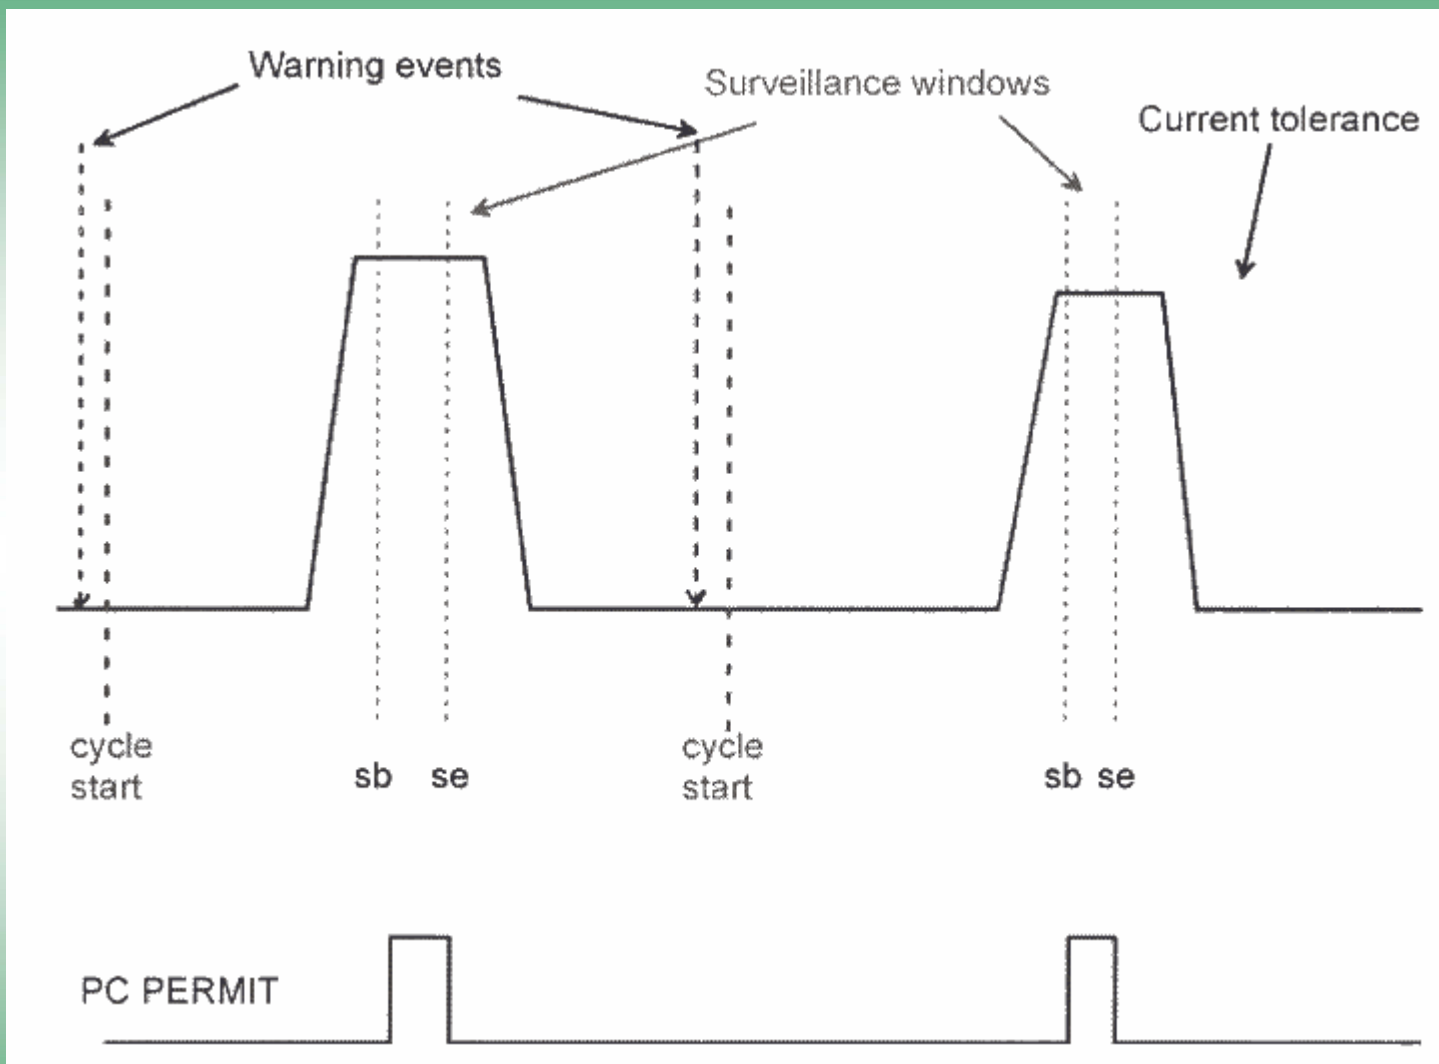 Warning events
Surveillance windows
Current tolerance
cycle
start
sb
se
cycle
start
sb
se
PC PERMIT